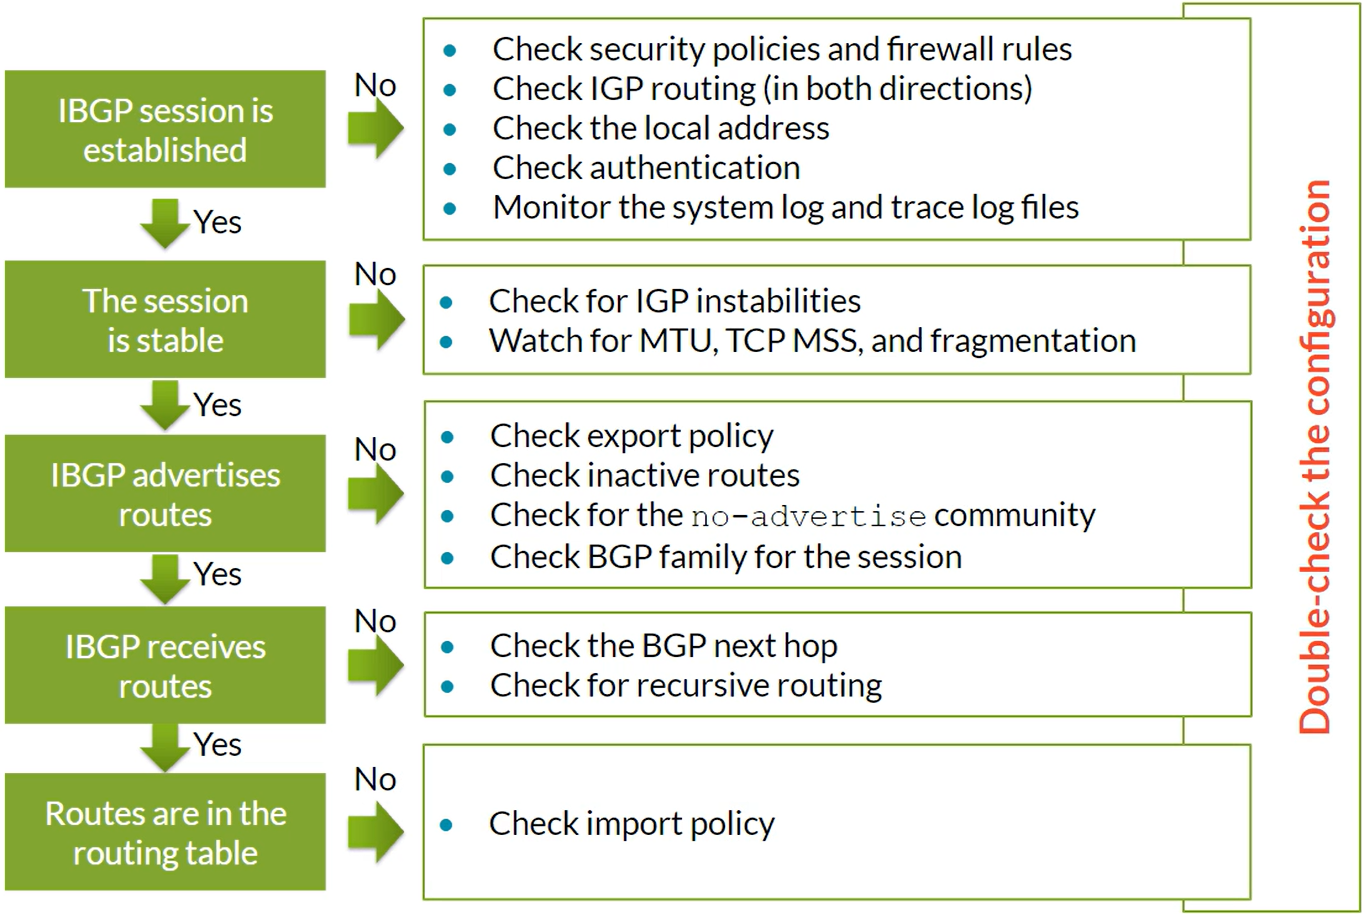 IBGP session is
established
No
• Check security policies and firewall rules
• Check IGP routing (in both directions)
• Check the local address
• Check authentication
• Monitor the system log and trace log files
Yes
The session
is stable
No
• Check for IGP instabilities
• Watch for MTU, TCP MSS, and fragmentation
Yes
IBGP advertises
routes
No
• Check export policy
• Check inactive routes
• Check for the no-advertise community
• Check BGP family for the session
Yes
IBGP receives
routes
No
• Check the BGP next hop
• Check for recursive routing
Yes
Routes are in the
routing table
No
• Check import policy
Double-check the configuration